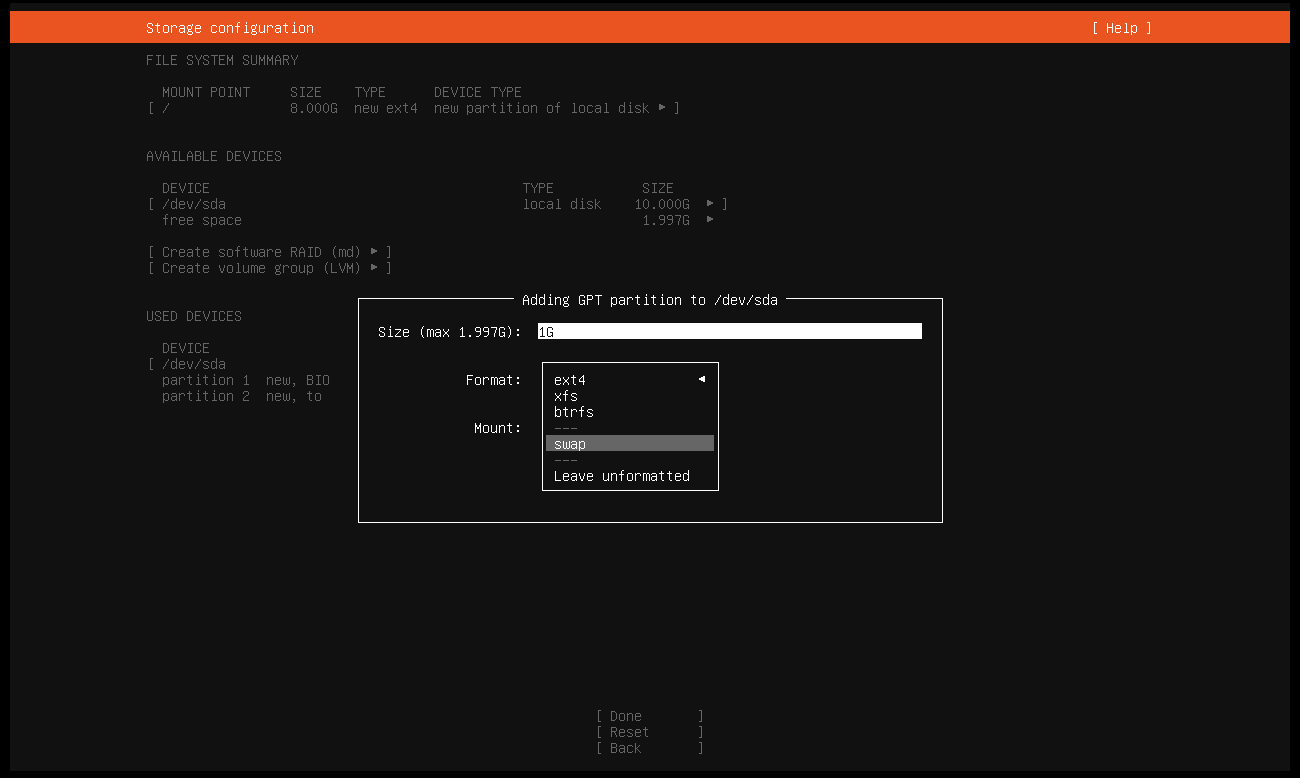 Storage configuration [ Help ]
FILE SYSTEM SUMMARY
MOUNT POINT SIZE TYPE DEVICE TYPE
[ / 8.000G new ext4 new partition of local disk ▸ ]
AVAILABLE DEVICES
DEVICE TYPE SIZE
[ /dev/sda local disk 10.000G ▸ ]
free space 1.997G ▸
[ Create software RAID (md) ▸ ]
[ Create volume group (LVM) ▸ ]
USED DEVICES
DEVICE
[ /dev/sda
partition 1 new, BIO
partition 2 new, to
Adding GPT partition to /dev/sda
Size (max 1.997G): 1G
Format: ext4 ◂
xfs
btrfs
Mount: ---
swap
---
Leave unformatted
[ Done ]
[ Reset ]
[ Back ]